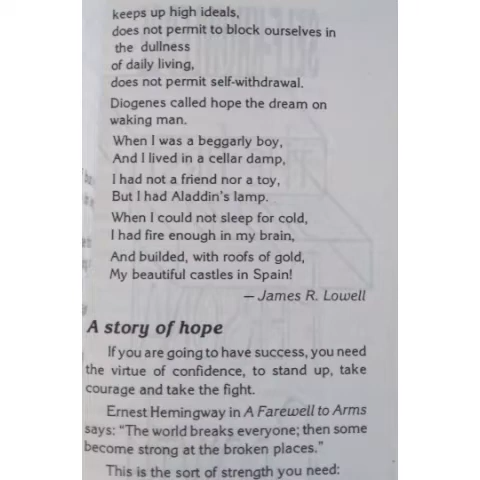 keeps up high ideals,
does not permit to block ourselves in
the dullness
of daily living,
does not permit self-withdrawal.
Diogenes called hope the dream on
waking man.
When I was a beggarly boy,
And I lived in a cellar damp,
I had not a friend nor a toy,
But I had Aladdin's lamp.
When I could not sleep for cold,
I had fire enough in my brain,
And builded, with roofs of gold,
My beautiful castles in Spain!
— James R. Lowell
A story of hope
If you are going to have success, you need
the virtue of confidence, to stand up, take
courage and take the fight.
Ernest Hemingway in A Farewell to Arms
says: "The world breaks everyone; then some
become strong at the broken places."
This is the sort of strength you need: